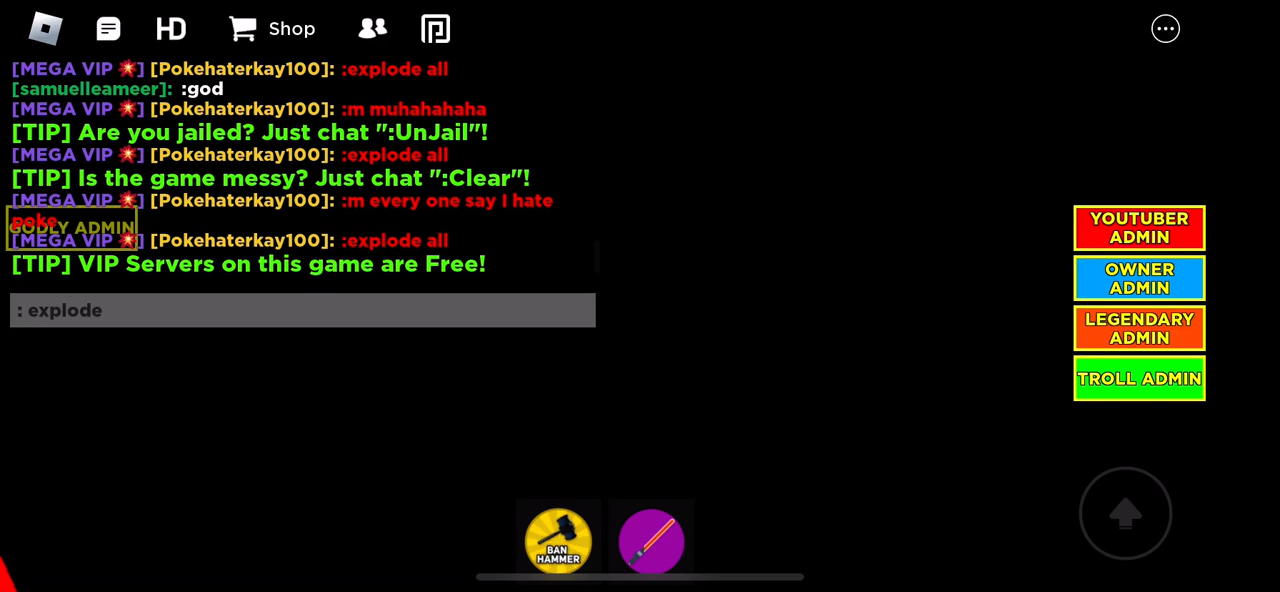 HD
Shop
[MEGA VIP 💥] [Pokehaterkay100]: :explode all
[samuelleameer]: :god
[MEGA VIP 💥] [Pokehaterkay100]: :m muhahahaha
[TIP] Are you jailed? Just chat ":UnJail"!
[MEGA VIP 💥] [Pokehaterkay100]: :explode all
[TIP] Is the game messy? Just chat ":Clear"!
[MEGA VIP 💥] [Pokehaterkay100]: :m every one say I hate
poke
GODLY ADMIN
[MEGA VIP 💥] [Pokehaterkay100]: :explode all
[TIP] VIP Servers on this game are Free!
: explode
YOUTUBER
ADMIN
OWNER
ADMIN
LEGENDARY
ADMIN
TROLL ADMIN
BAN
HAMMER